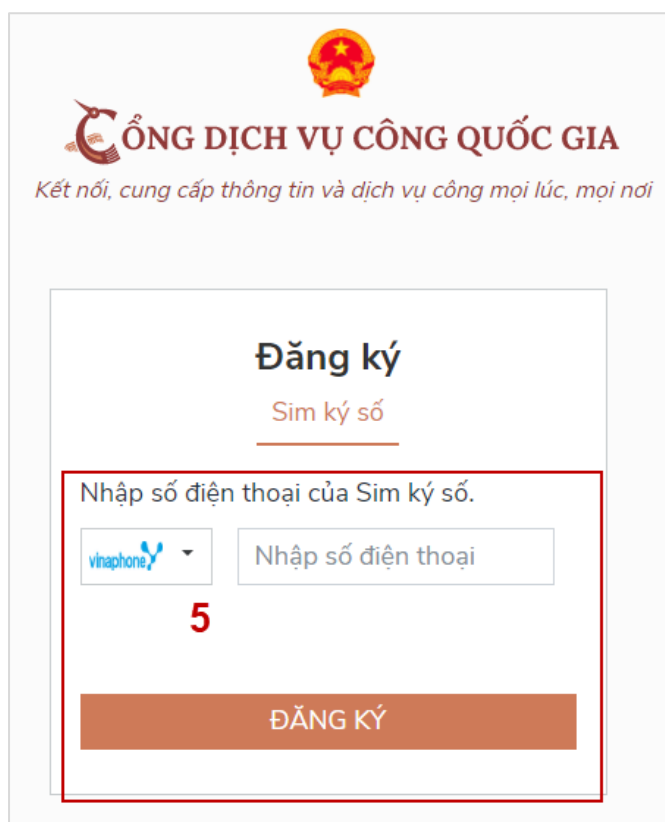 CỔNG DỊCH VỤ CÔNG QUỐC GIA
Kết nối, cung cấp thông tin và dịch vụ công mọi lúc, mọi nơi
Đăng ký
Sim ký số
Nhập số điện thoại của Sim ký số.
vinaphone Nhập số điện thoại
5
ĐĂNG KÝ